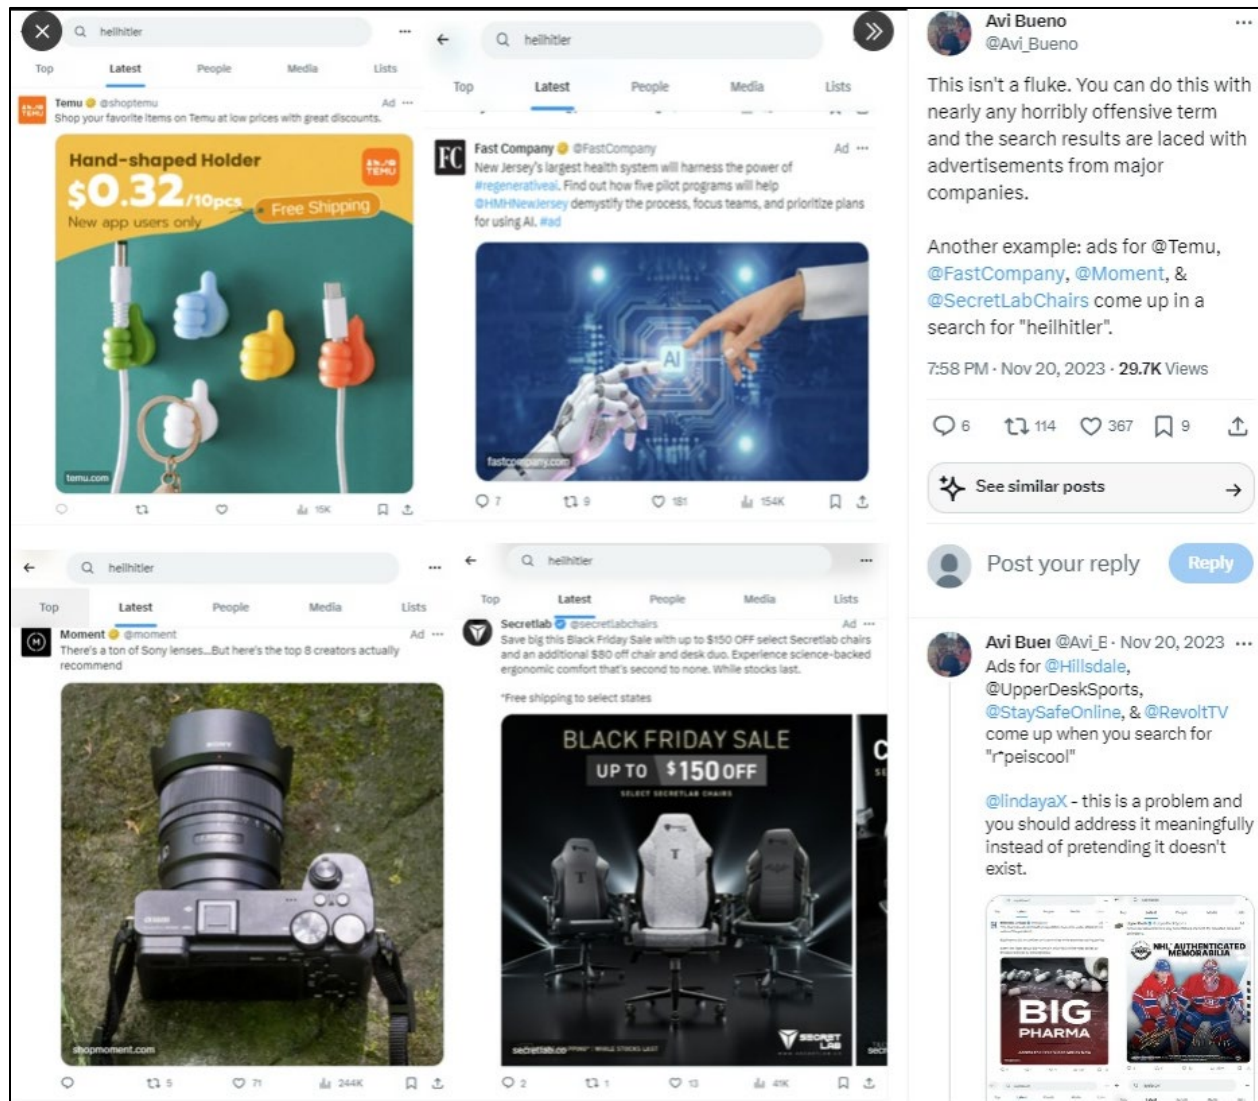 heilhitler
Top Latest People Media Lists
Temu @shoptemu Ad
Shop your favorite items on Temu at low prices with great discounts.
Hand-shaped Holder
$0.32/10pcs
Free Shipping
New app users only
TEMU
temu.com
15K
heilhitler
Top Latest People Media Lists
FC
Fast Company @FastCompany Ad
New Jersey's largest health system will harness the power of
#regenerativeai. Find out how five pilot programs will help
@HMHNewJersey demystify the process, focus teams, and prioritize plans
for using AI. #ad
AI
fastcompany.com
7 9 181 154K
heilhitler
Top Latest People Media Lists
Moment @moment Ad
There's a ton of Sony lenses...But here's the top 8 creators actually
recommend
SONY
shopmoment.com
5 71 244K
heilhitler
Top Latest People Media Lists
Secretlab @secretlabchairs Ad
Save big this Black Friday Sale with up to $150 OFF select Secretlab chairs
and an additional $80 off chair and desk duo. Experience science-backed
ergonomic comfort that's second to none. While stocks last.
*Free shipping to select states
BLACK FRIDAY SALE
UP TO $150 OFF
SELECT SECRETLAB CHAIRS
SECRET
LAB
secretlab.co
WHILE STOCKS LAST
2 1 13 41K
Avi Bueno
@Avi_Bueno
This isn't a fluke. You can do this with
nearly any horribly offensive term
and the search results are laced with
advertisements from major
companies.
Another example: ads for @Temu,
@FastCompany, @Moment, &
@SecretLabChairs come up in a
search for "heilhitler".
7:58 PM · Nov 20, 2023 · 29.7K Views
6 114 367 9
See similar posts
Post your reply
Reply
Avi Buer @Avi_E · Nov 20, 2023
Ads for @Hillsdale,
@UpperDeskSports,
@StaySafeOnline, & @RevoltTV
come up when you search for
"r*peiscool"
@lindayaX - this is a problem and
you should address it meaningfully
instead of pretending it doesn't
exist.
BIG
PHARMA
NHL AUTHENTICATED
MEMORABILIA